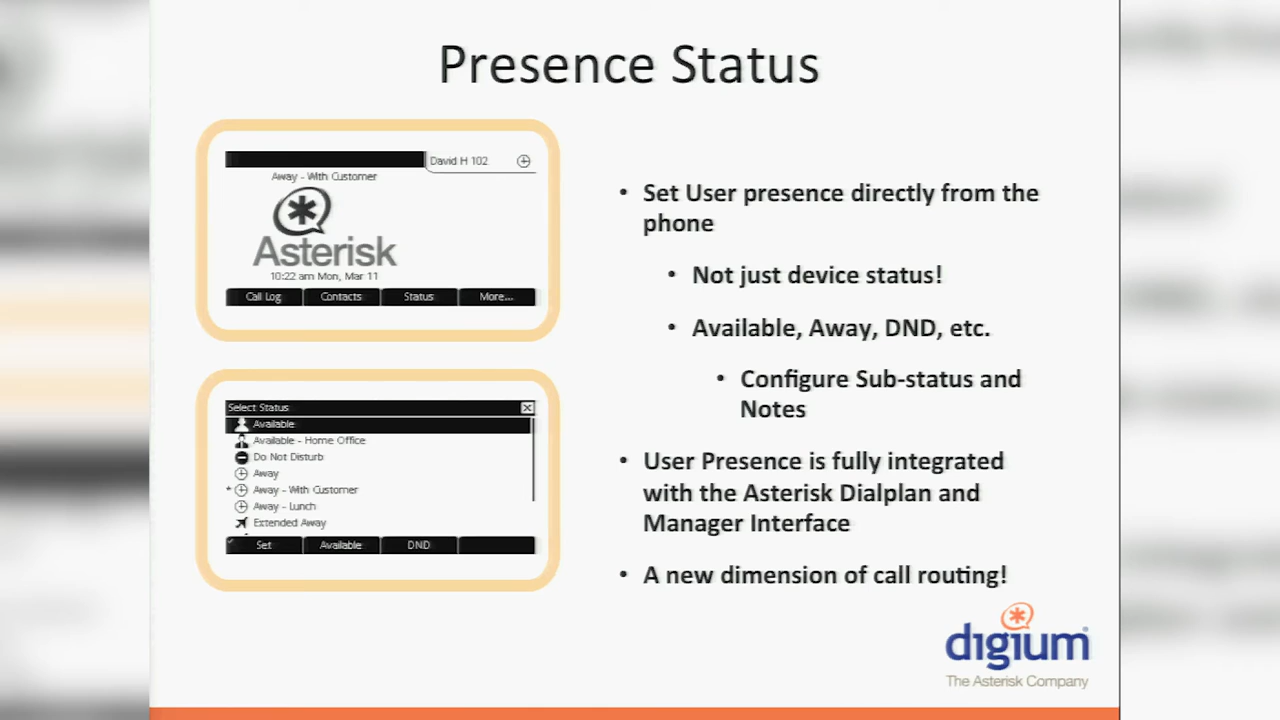 Presence Status
David H 102
Away - With Customer
Asterisk
10:22 am Mon, Mar 11
Call Log Contacts Status More...
Select Status
Available
Available - Home Office
Do Not Disturb
Away
* Away - With Customer
Away - Lunch
Extended Away
Set Available DND
• Set User presence directly from the
phone
• Not just device status!
• Available, Away, DND, etc.
• Configure Sub-status and
Notes
• User Presence is fully integrated
with the Asterisk Dialplan and
Manager Interface
• A new dimension of call routing!
digium
The Asterisk Company